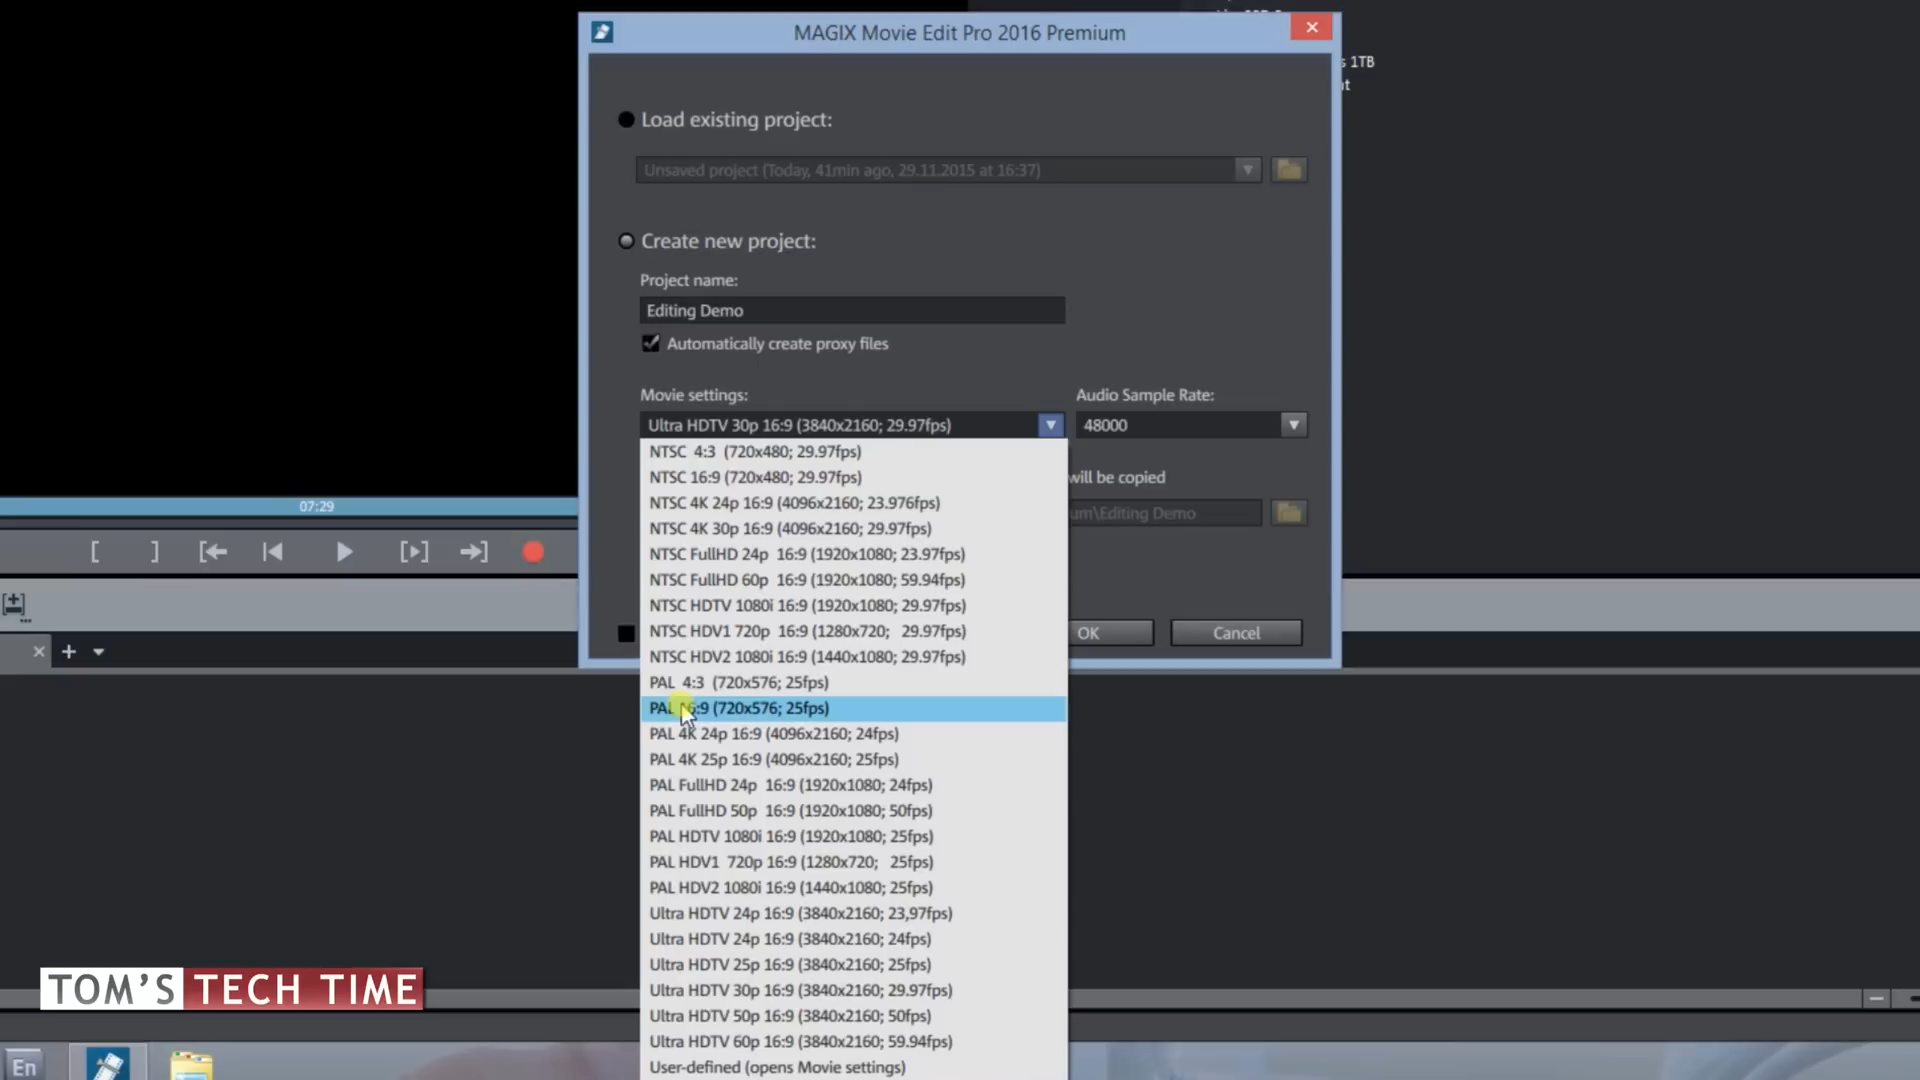 MAGIX Movie Edit Pro 2016 Premium
s 1TB
Load existing project:
Unsaved project (Today, 41min ago, 29.11.2015 at 16:37)
Create new project:
Project name:
Editing Demo
Automatically create proxy files
Movie settings:
Audio Sample Rate:
Ultra HDTV 30p 16:9 (3840x2160; 29.97fps)
48000
NTSC 4:3 (720x480; 29.97fps)
NTSC 16:9 (720x480; 29.97fps)
will be copied
NTSC 4K 24p 16:9 (4096x2160; 23.976fps)
um\Editing Demo
NTSC 4K 30p 16:9 (4096x2160; 29.97fps)
NTSC FullHD 24p 16:9 (1920x1080; 23.97fps)
NTSC FullHD 60p 16:9 (1920x1080; 59.94fps)
NTSC HDTV 1080i 16:9 (1920x1080; 29.97fps)
NTSC HDV1 720p 16:9 (1280x720; 29.97fps)
OK
Cancel
NTSC HDV2 1080i 16:9 (1440x1080; 29.97fps)
PAL 4:3 (720x576; 25fps)
PAL 16:9 (720x576; 25fps)
PAL 4K 24p 16:9 (4096x2160; 24fps)
PAL 4K 25p 16:9 (4096x2160; 25fps)
PAL FullHD 24p 16:9 (1920x1080; 24fps)
PAL FullHD 50p 16:9 (1920x1080; 50fps)
PAL HDTV 1080i 16:9 (1920x1080; 25fps)
PAL HDV1 720p 16:9 (1280x720; 25fps)
PAL HDV2 1080i 16:9 (1440x1080; 25fps)
Ultra HDTV 24p 16:9 (3840x2160; 23,97fps)
Ultra HDTV 24p 16:9 (3840x2160; 24fps)
Ultra HDTV 25p 16:9 (3840x2160; 25fps)
Ultra HDTV 30p 16:9 (3840x2160; 29.97fps)
Ultra HDTV 50p 16:9 (3840x2160; 50fps)
Ultra HDTV 60p 16:9 (3840x2160; 59.94fps)
User-defined (opens Movie settings)
07:29
TOM'S TECH TIME
En